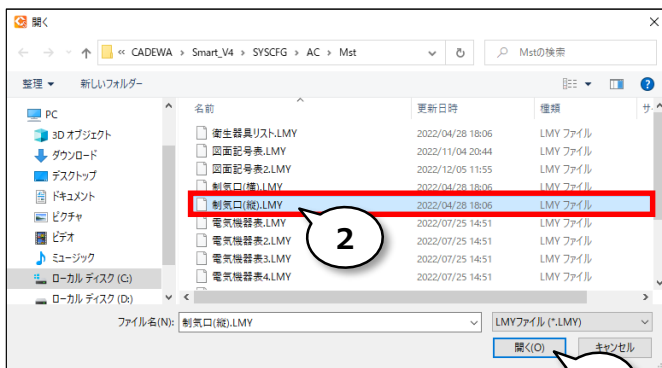 開く
« CADEWA › Smart_V4 › SYSCFG › AC › Mst
Mstの検索
整理 新しいフォルダー
名前 更新日時 種類 サ
PC
3D オブジェクト
ダウンロード
デスクトップ
ドキュメント
ピクチャ
ビデオ
ミュージック
ローカル ディスク (C:)
ローカル ディスク (D:)
衛生器具リスト.LMY 2022/04/28 18:06 LMY ファイル
図面記号表.LMY 2022/11/04 20:44 LMY ファイル
図面記号表2.LMY 2022/12/05 11:55 LMY ファイル
制気口(横).LMY 2022/04/28 18:06 LMY ファイル
制気口(縦).LMY 2022/04/28 18:06 LMY ファイル
電気機器表.LMY 2022/07/25 14:51 LMY ファイル
電気機器表2.LMY 2022/07/25 14:51 LMY ファイル
電気機器表3.LMY 2022/07/25 14:51 LMY ファイル
電気機器表4.LMY 2022/07/25 14:51 LMY ファイル
2
ファイル名(N): 制気口(縦).LMY LMYファイル (*.LMY)
開く(O) キャンセル